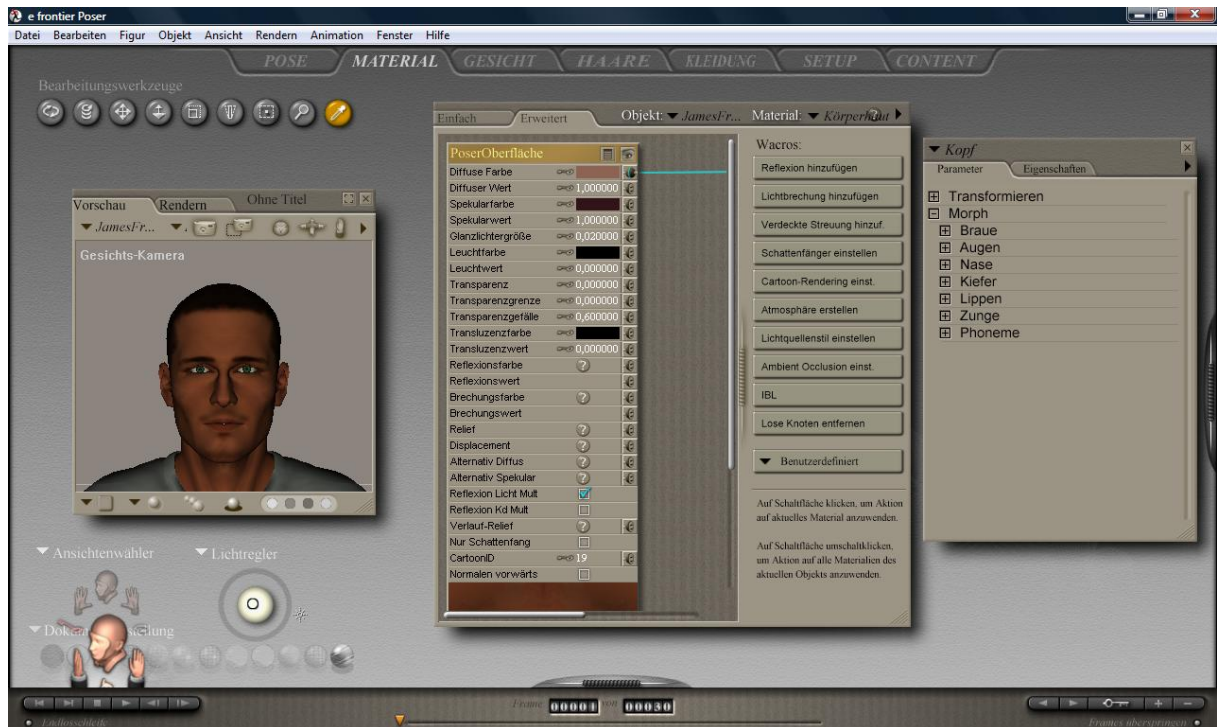 e frontier Poser
Datei Bearbeiten Figur Objekt Ansicht Rendern Animation Fenster Hilfe
POSE MATERIAL GESICHT HAARE KLEIDUNG SETUP CONTENT
Bearbeitungswerkzeuge
Einfach Erweitert Objekt: JamesFr... Material: Körperhaut
PoserOberfläche
Diffuse Farbe
Diffuser Wert 1,000000
Spekularfarbe
Spekularwert 1,000000
Glanzlichtergröße 0,020000
Leuchtfarbe
Leuchtwert 0,000000
Transparenz 0,000000
Transparenzgrenze 0,000000
Transparenzgefälle 0,600000
Transluzenzfarbe
Transluzenzwert 0,000000
Reflexionsfarbe ?
Reflexionswert
Brechungsfarbe ?
Brechungswert
Relief ?
Displacement ?
Alternativ Diffus ?
Alternativ Spekular ?
Reflexion Licht Mult
Reflexion Kd Mult
Verlauf-Relief ?
Nur Schattenfang
CartoonID 19
Normalen vorwärts
Wacros:
Reflexion hinzufügen
Lichtbrechung hinzufügen
Verdeckte Streuung hinzuf.
Schattenfänger einstellen
Cartoon-Rendering einst.
Atmosphäre erstellen
Lichtquellenstil einstellen
Ambient Occlusion einst.
IBL
Lose Knoten entfernen
Benutzerdefiniert
Auf Schaltfläche klicken, um Aktion
auf aktuelles Material anzuwenden.
Auf Schaltfläche umschaltklicken,
um Aktion auf alle Materialien des
aktuellen Objekts anzuwenden.
Kopf
Parameter Eigenschaften
Transformieren
Morph
Braue
Augen
Nase
Kiefer
Lippen
Zunge
Phoneme
Vorschau Rendern Ohne Titel
JamesFr...
Gesichts-Kamera
Ansichtenwähler Lichtregler
Frame 00001 von 00030
Endlosschleife
Frames überspringen